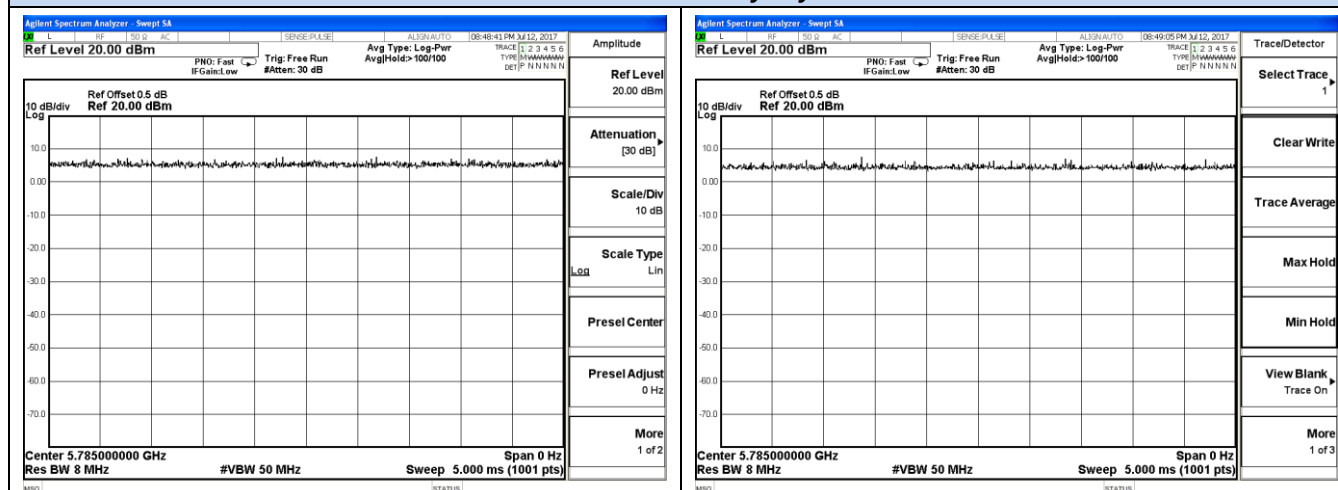 Agilent Spectrum Analyzer - Swept SA
L RF 50 Ω AC SENSE:PULSE ALIGNAUTO 08:48:41 PM Jul 12, 2017
Ref Level 20.00 dBm
PNO: Fast
IFGain:Low
Trig: Free Run
#Atten: 30 dB
Avg Type: Log-Pwr
Avg|Hold:> 100/100
TRACE 1 2 3 4 5 6
TYPE
DET P N N N N N
Ref Offset 0.5 dB
10 dB/div Ref 20.00 dBm
Log
10.0
0.00
-10.0
-20.0
-30.0
-40.0
-50.0
-60.0
-70.0
Center 5.785000000 GHz Span 0 Hz
Res BW 8 MHz #VBW 50 MHz Sweep 5.000 ms (1001 pts)
MSG STATUS
Amplitude
Ref Level
20.00 dBm
Attenuation
[30 dB]
Scale/Div
10 dB
Scale Type
Log Lin
Presel Center
Presel Adjust
0 Hz
More
1 of 2
Agilent Spectrum Analyzer - Swept SA
L RF 50 Ω AC SENSE:PULSE ALIGNAUTO 08:49:05 PM Jul 12, 2017
Ref Level 20.00 dBm
PNO: Fast
IFGain:Low
Trig: Free Run
#Atten: 30 dB
Avg Type: Log-Pwr
Avg|Hold:> 100/100
TRACE 1 2 3 4 5 6
TYPE
DET P N N N N N
Ref Offset 0.5 dB
10 dB/div Ref 20.00 dBm
Log
10.0
0.00
-10.0
-20.0
-30.0
-40.0
-50.0
-60.0
-70.0
Center 5.785000000 GHz Span 0 Hz
Res BW 8 MHz #VBW 50 MHz Sweep 5.000 ms (1001 pts)
MSG STATUS
Trace/Detector
Select Trace
1
Clear Write
Trace Average
Max Hold
Min Hold
View Blank
Trace On
More
1 of 3